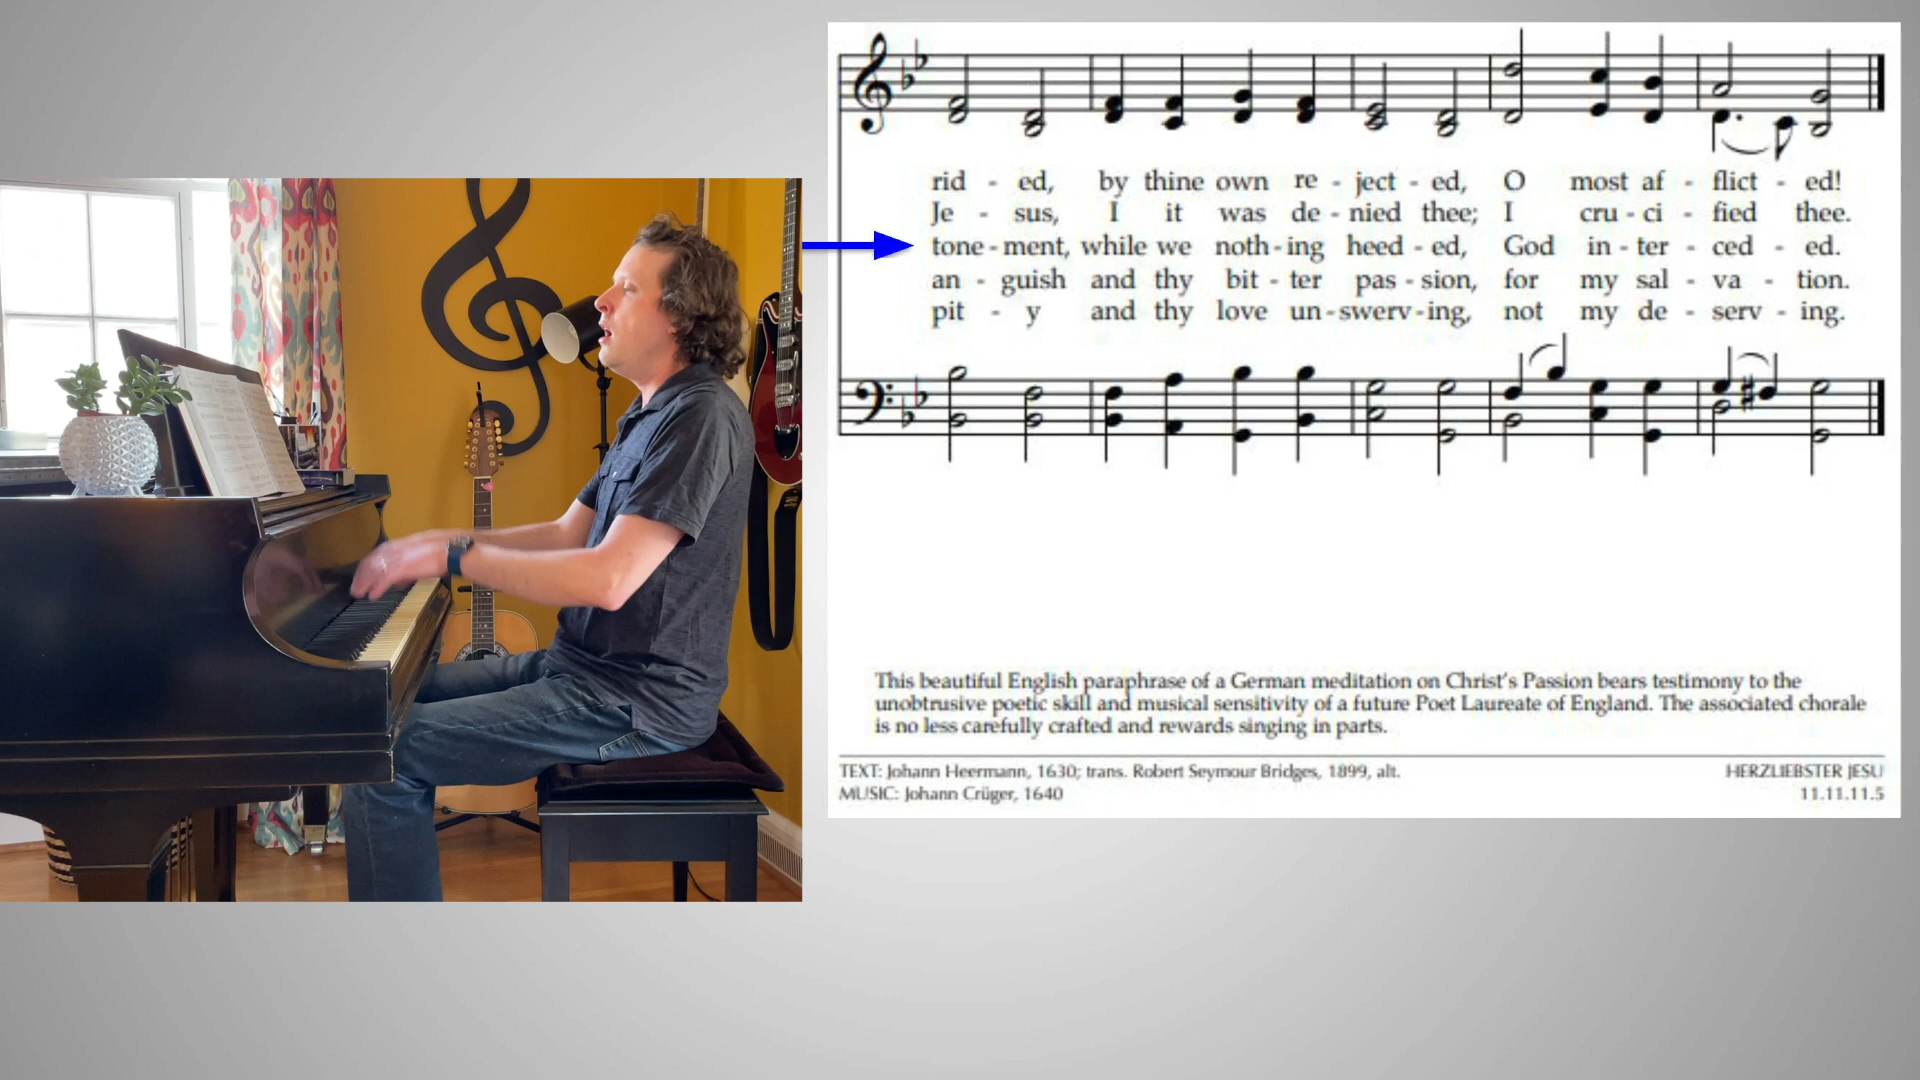 rid - ed, by thine own re - ject - ed, O most af - flict - ed!
Je - sus, I it was de - nied thee; I cru - ci - fied thee.
tone - ment, while we noth - ing heed - ed, God in - ter - ced - ed.
an - guish and thy bit - ter pas - sion, for my sal - va - tion.
pit - y and thy love un - swerv - ing, not my de - serv - ing.
This beautiful English paraphrase of a German meditation on Christ's Passion bears testimony to the
unobtrusive poetic skill and musical sensitivity of a future Poet Laureate of England. The associated chorale
is no less carefully crafted and rewards singing in parts.
TEXT: Johann Heermann, 1630; trans. Robert Seymour Bridges, 1899, alt.
MUSIC: Johann Crüger, 1640
HERZLIEBSTER JESU
11.11.11.5